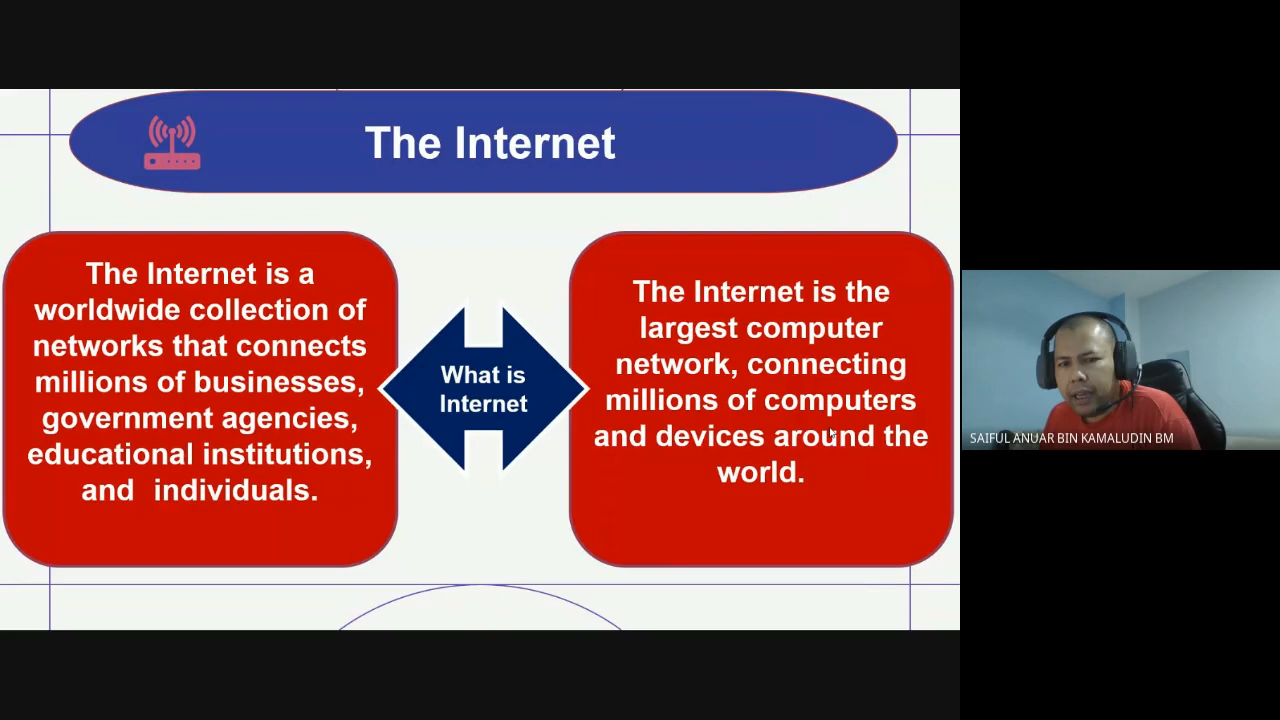 The Internet
The Internet is a
worldwide collection of
networks that connects
millions of businesses,
government agencies,
educational institutions,
and individuals.
What is
Internet
The Internet is the
largest computer
network, connecting
millions of computers
and devices around the
world.
SAIFUL ANUAR BIN KAMALUDIN BM